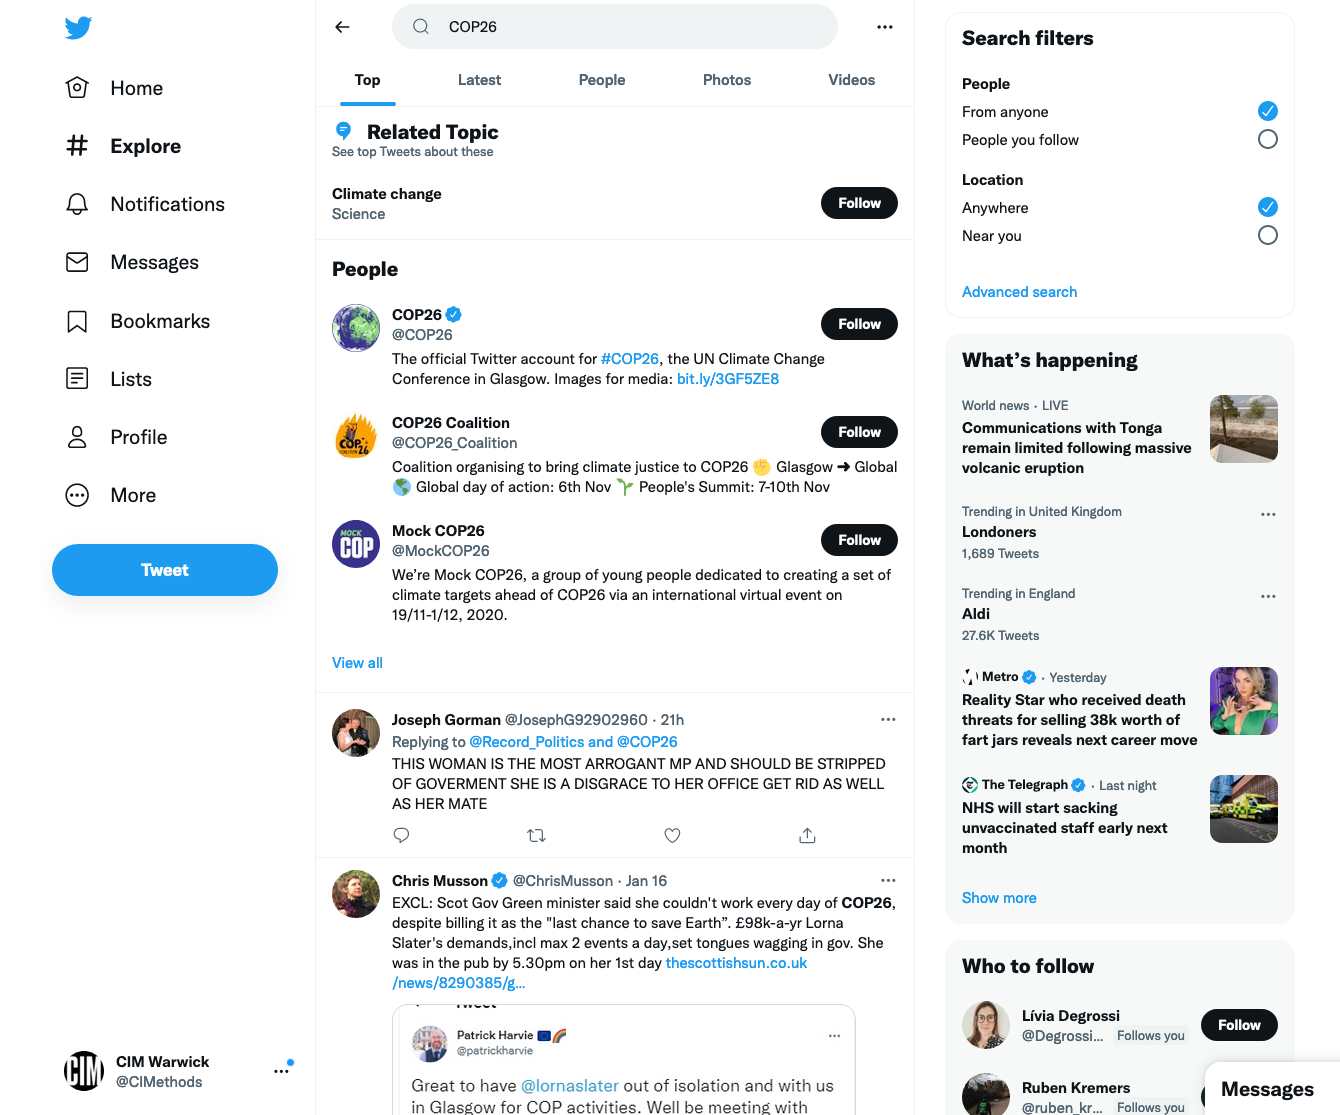 COP26
Home
Explore
Notifications
Messages
Bookmarks
Lists
Profile
More
Tweet
CIM
CIM Warwick
@CIMethods
Top Latest People Photos Videos
Related Topic
See top Tweets about these
Climate change
Science
Follow
People
COP26
@COP26
Follow
The official Twitter account for #COP26, the UN Climate Change
Conference in Glasgow. Images for media: bit.ly/3GF5ZE8
COP26 Coalition
@COP26_Coalition
Follow
Coalition organising to bring climate justice to COP26 ✊ Glasgow ➜ Global
🌎 Global day of action: 6th Nov 🌱 People's Summit: 7-10th Nov
MOCK
COP
Mock COP26
@MockCOP26
Follow
We’re Mock COP26, a group of young people dedicated to creating a set of
climate targets ahead of COP26 via an international virtual event on
19/11-1/12, 2020.
View all
Joseph Gorman @JosephG92902960 · 21h
Replying to @Record_Politics and @COP26
THIS WOMAN IS THE MOST ARROGANT MP AND SHOULD BE STRIPPED
OF GOVERMENT SHE IS A DISGRACE TO HER OFFICE GET RID AS WELL
AS HER MATE
Chris Musson @ChrisMusson · Jan 16
EXCL: Scot Gov Green minister said she couldn't work every day of COP26,
despite billing it as the "last chance to save Earth”. £98k-a-yr Lorna
Slater's demands,incl max 2 events a day,set tongues wagging in gov. She
was in the pub by 5.30pm on her 1st day thescottishsun.co.uk
/news/8290385/g…
Tweet
Patrick Harvie 🇪🇺🌈
@patrickharvie
Great to have @lornaslater out of isolation and with us
in Glasgow for COP activities. Well be meeting with
Search filters
People
From anyone
People you follow
Location
Anywhere
Near you
Advanced search
What’s happening
World news · LIVE
Communications with Tonga
remain limited following massive
volcanic eruption
Trending in United Kingdom
Londoners
1,689 Tweets
Trending in England
Aldi
27.6K Tweets
Metro · Yesterday
Reality Star who received death
threats for selling 38k worth of
fart jars reveals next career move
The Telegraph · Last night
NHS will start sacking
unvaccinated staff early next
month
Show more
Who to follow
Lívia Degrossi
@Degrossi... Follows you
Follow
Ruben Kremers
@ruben_kr... Follows you
Messages